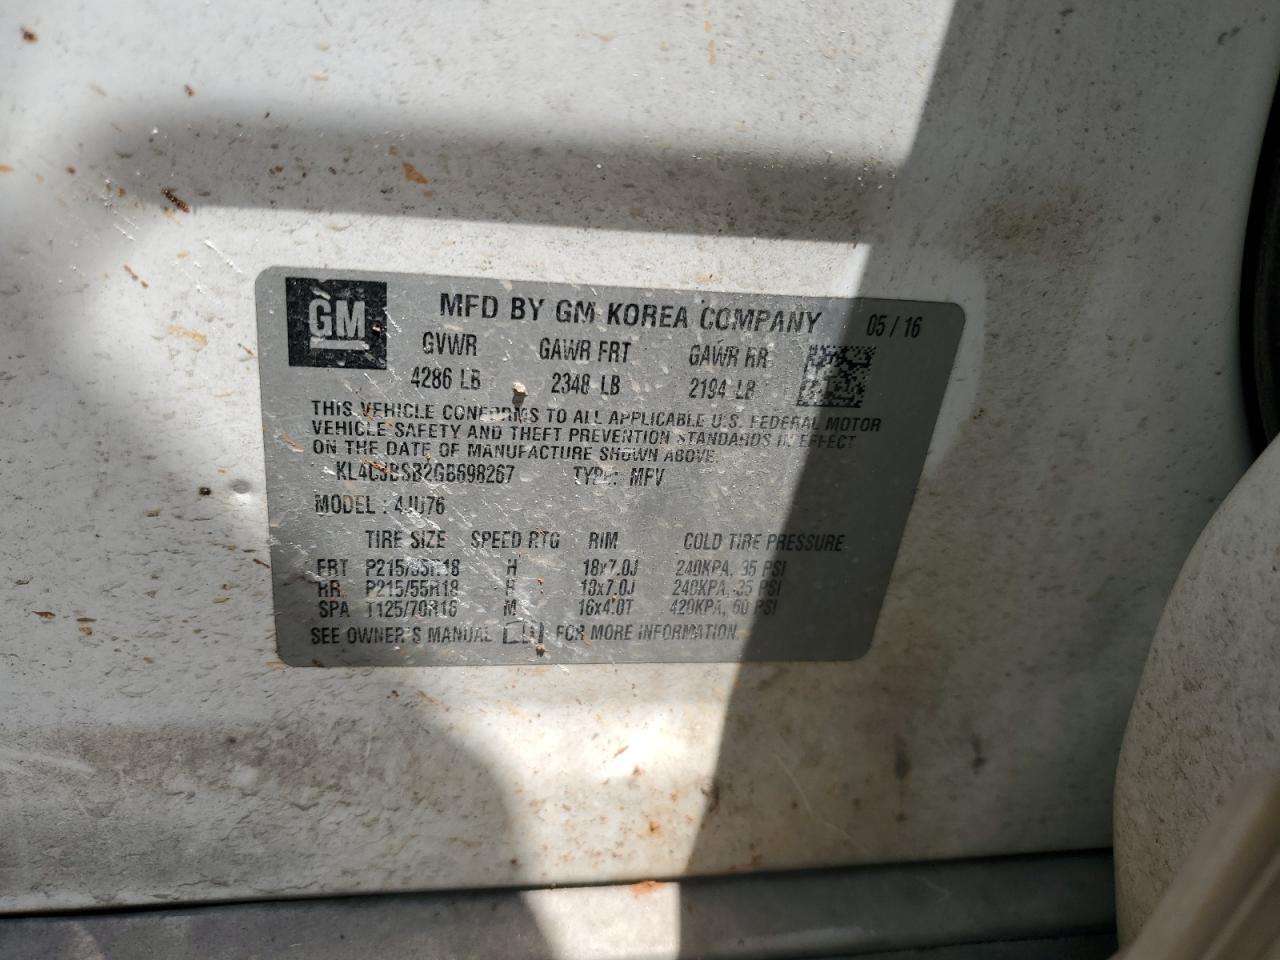 GM
MFD BY GM KOREA COMPANY 05 / 16
GVWR GAWR FRT GAWR RR
4286 LB 2348 LB 2194 LB
THIS VEHICLE CONFORMS TO ALL APPLICABLE U.S. FEDERAL MOTOR
VEHICLE SAFETY AND THEFT PREVENTION STANDARDS IN EFFECT
ON THE DATE OF MANUFACTURE SHOWN ABOVE.
KL4CJBSB2GB698267 TYPE: MPV
MODEL : 4JU76
TIRE SIZE SPEED RTG RIM COLD TIRE PRESSURE
FRT P215/55R18 H 18x7.0J 240KPA, 35 PSI
RR P215/55R18 H 18x7.0J 240KPA, 35 PSI
SPA T125/70R16 M 16x4.0T 420KPA, 60 PSI
SEE OWNER'S MANUAL FOR MORE INFORMATION.